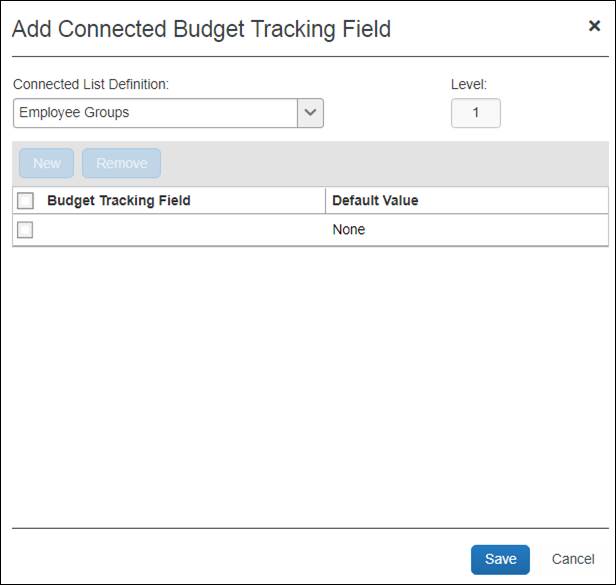 Add Connected Budget Tracking Field ×
Connected List Definition: Level:
Employee Groups 1
New Remove
Budget Tracking Field Default Value
None
Save Cancel